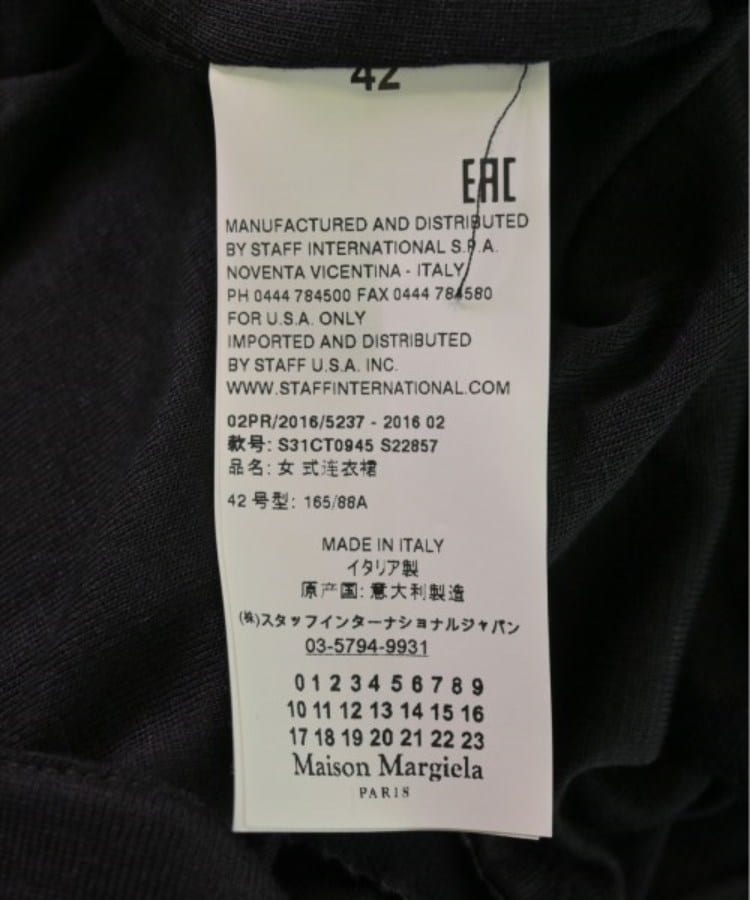 42
EAC
MANUFACTURED AND DISTRIBUTED
BY STAFF INTERNATIONAL S.P.A.
NOVENTA VICENTINA - ITALY
PH 0444 784500 FAX 0444 784580
FOR U.S.A. ONLY
IMPORTED AND DISTRIBUTED
BY STAFF U.S.A. INC.
WWW.STAFFINTERNATIONAL.COM
02PR/2016/5237 - 2016 02
款号: S31CT0945 S22857
品名: 女 式连衣裙
42 号型: 165/88A
MADE IN ITALY
イタリア製
原产国: 意大利製造
(株)スタッフインターナショナルジャパン
03-5794-9931
0 1 2 3 4 5 6 7 8 9
10 11 12 13 14 15 16
17 18 19 20 21 22 23
Maison Margiela
PARIS